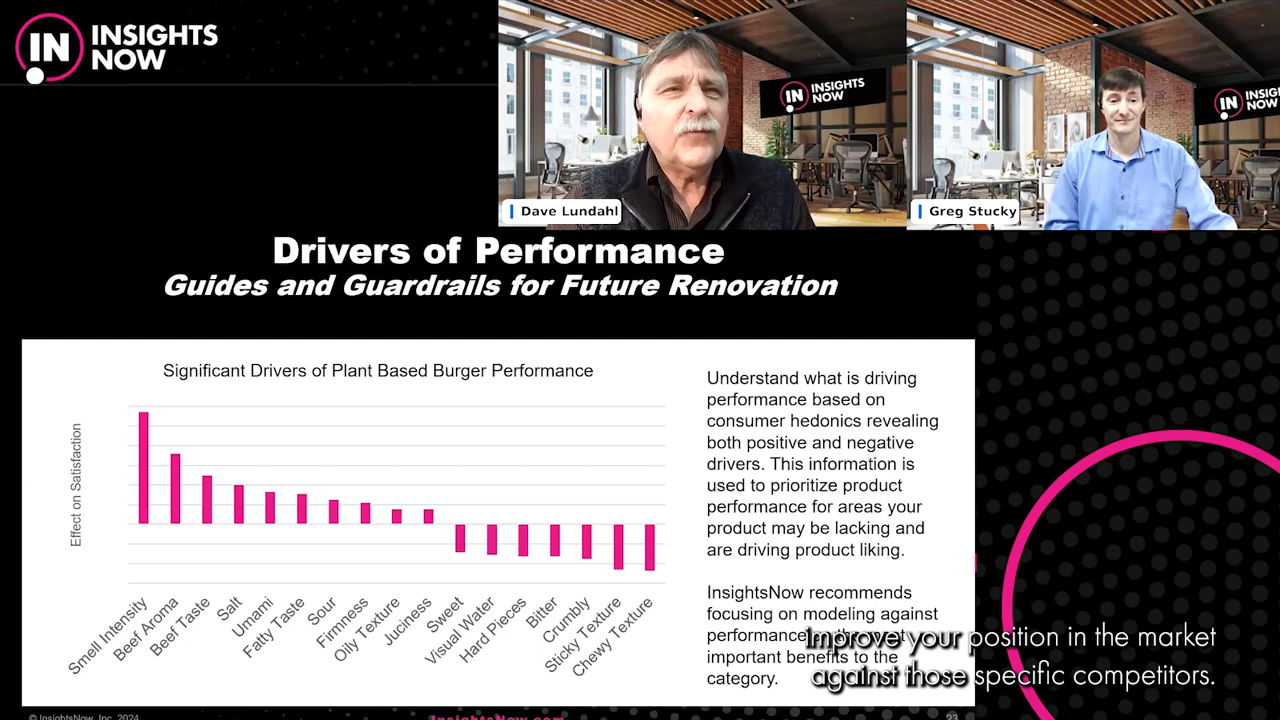 IN INSIGHTS
NOW
IN INSIGHTS
NOW
IN INSIGHTS
NOW
Dave Lundahl
Greg Stucky
Drivers of Performance
Guides and Guardrails for Future Renovation
Significant Drivers of Plant Based Burger Performance
Effect on Satisfaction
Smell Intensity
Beef Aroma
Beef Taste
Salt
Umami
Fatty Taste
Sour
Firmness
Oily Texture
Juciness
Sweet
Visual Water
Hard Pieces
Bitter
Crumbly
Sticky Texture
Chewy Texture
Understand what is driving
performance based on
consumer hedonics revealing
both positive and negative
drivers. This information is
used to prioritize product
performance for areas your
product may be lacking and
are driving product liking.
InsightsNow recommends
focusing on modeling against
performance
important benefits to the
category.
Improve your position in the market
against those specific competitors.
© InsightsNow, Inc. 2024
InsightsNow.com
23